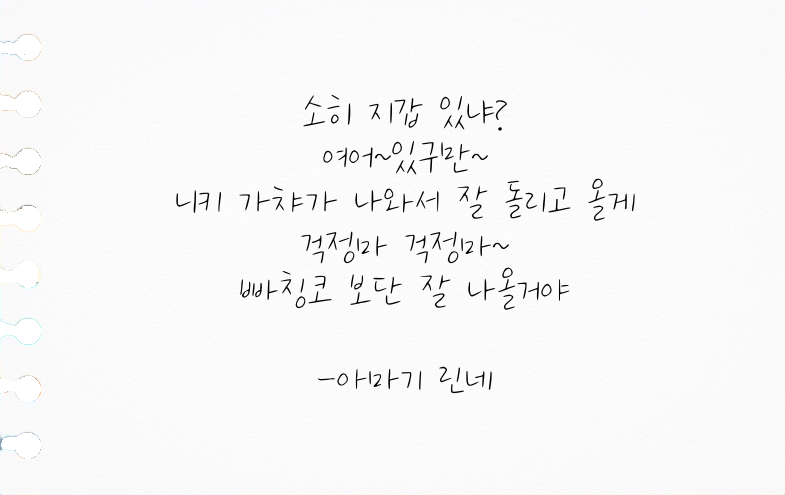 소히 지갑 있냐?
여어~있구만~
니키 가챠가 나와서 잘 돌리고 올게
걱정마 걱정마~
빠칭코 보단 잘 나올거야
-아마기 린네